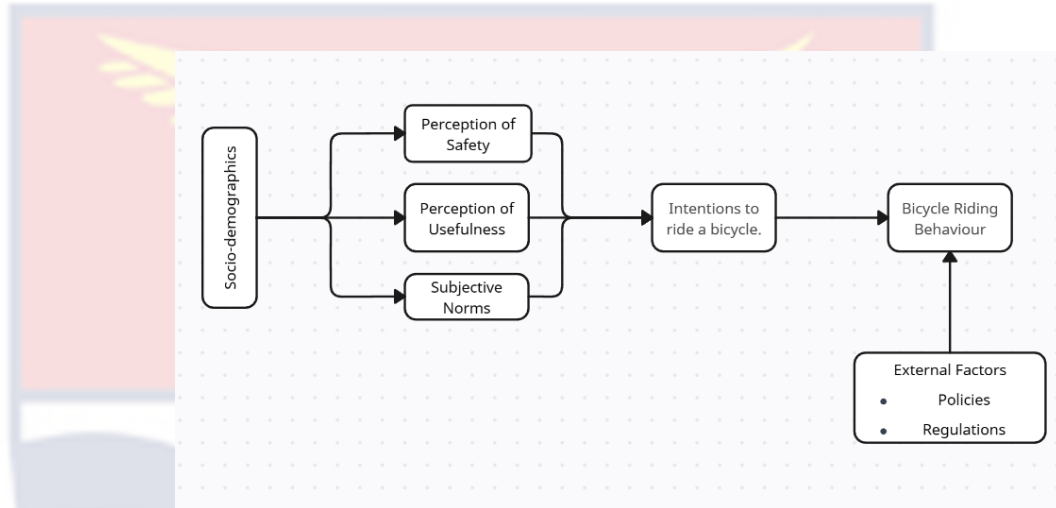 Socio-demographics
Perception of
Safety
Perception of
Usefulness
Subjective
Norms
Intentions to
ride a bicycle.
Bicycle Riding
Behaviour
External Factors
• Policies
• Regulations